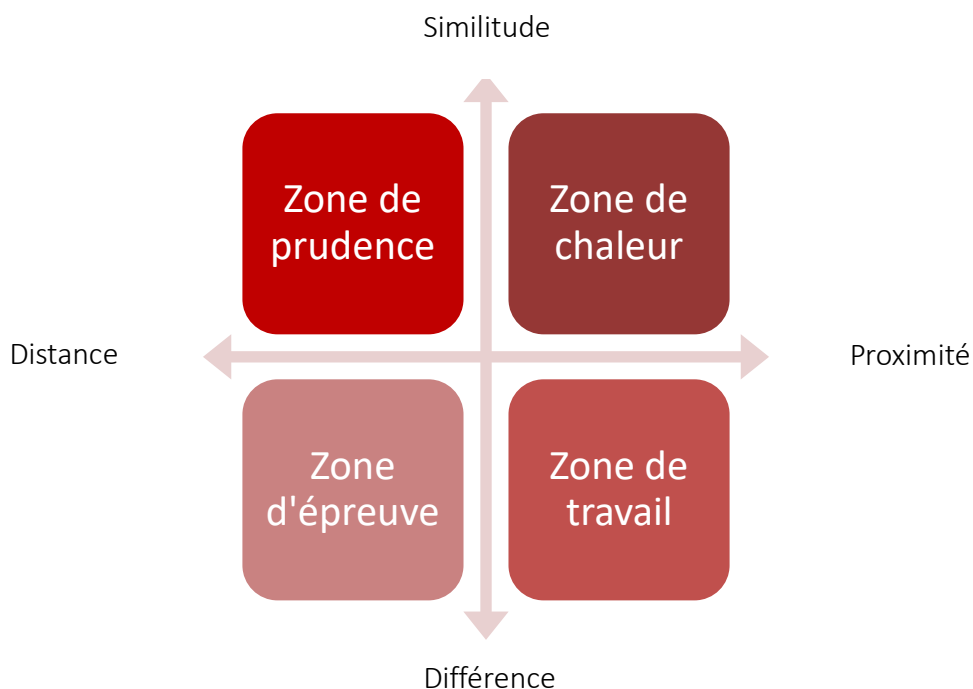 Similitude
Zone de
prudence
Zone de
chaleur
Distance
Proximité
Zone
d'épreuve
Zone de
travail
Différence